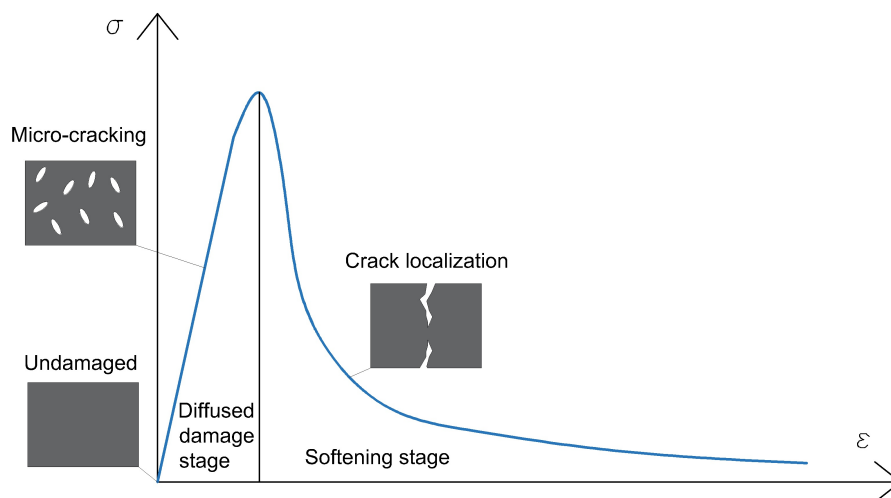 σ
Micro-cracking
Crack localization
Undamaged
Diffused
damage
stage
Softening stage
ε